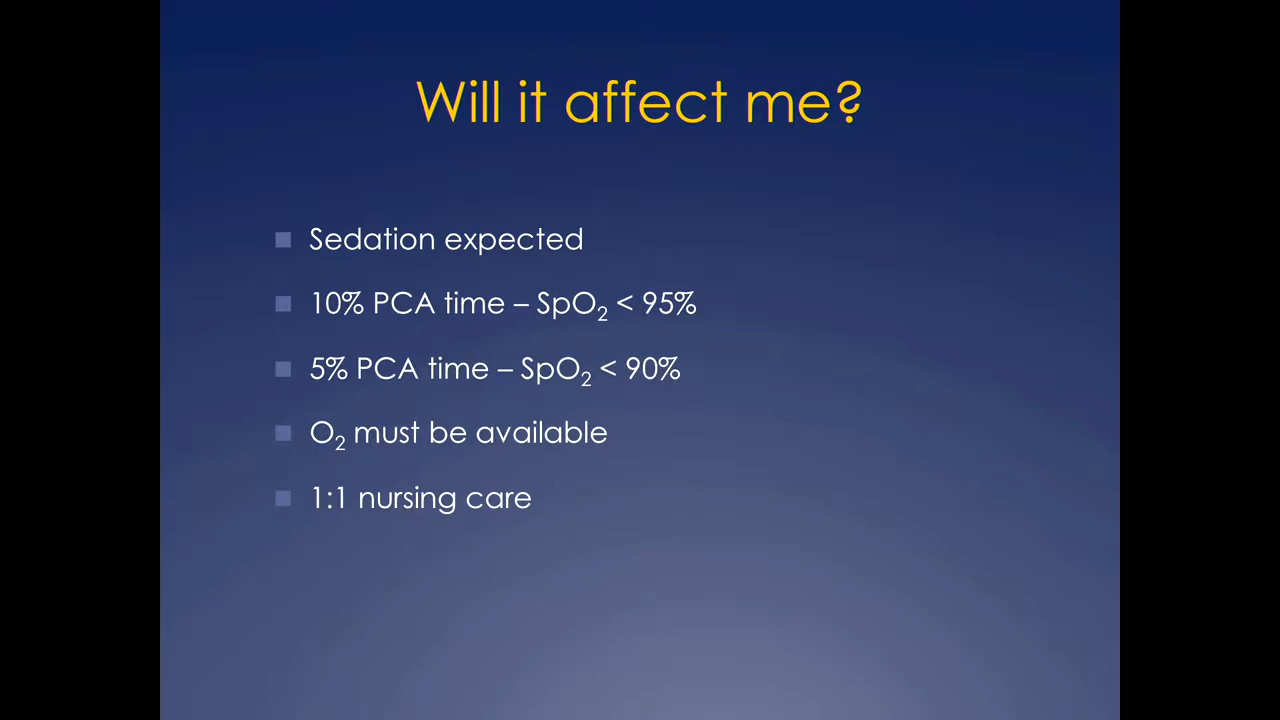 Will it affect me?
Sedation expected
10% PCA time – SpO₂ < 95%
5% PCA time – SpO₂ < 90%
O₂ must be available
1:1 nursing care